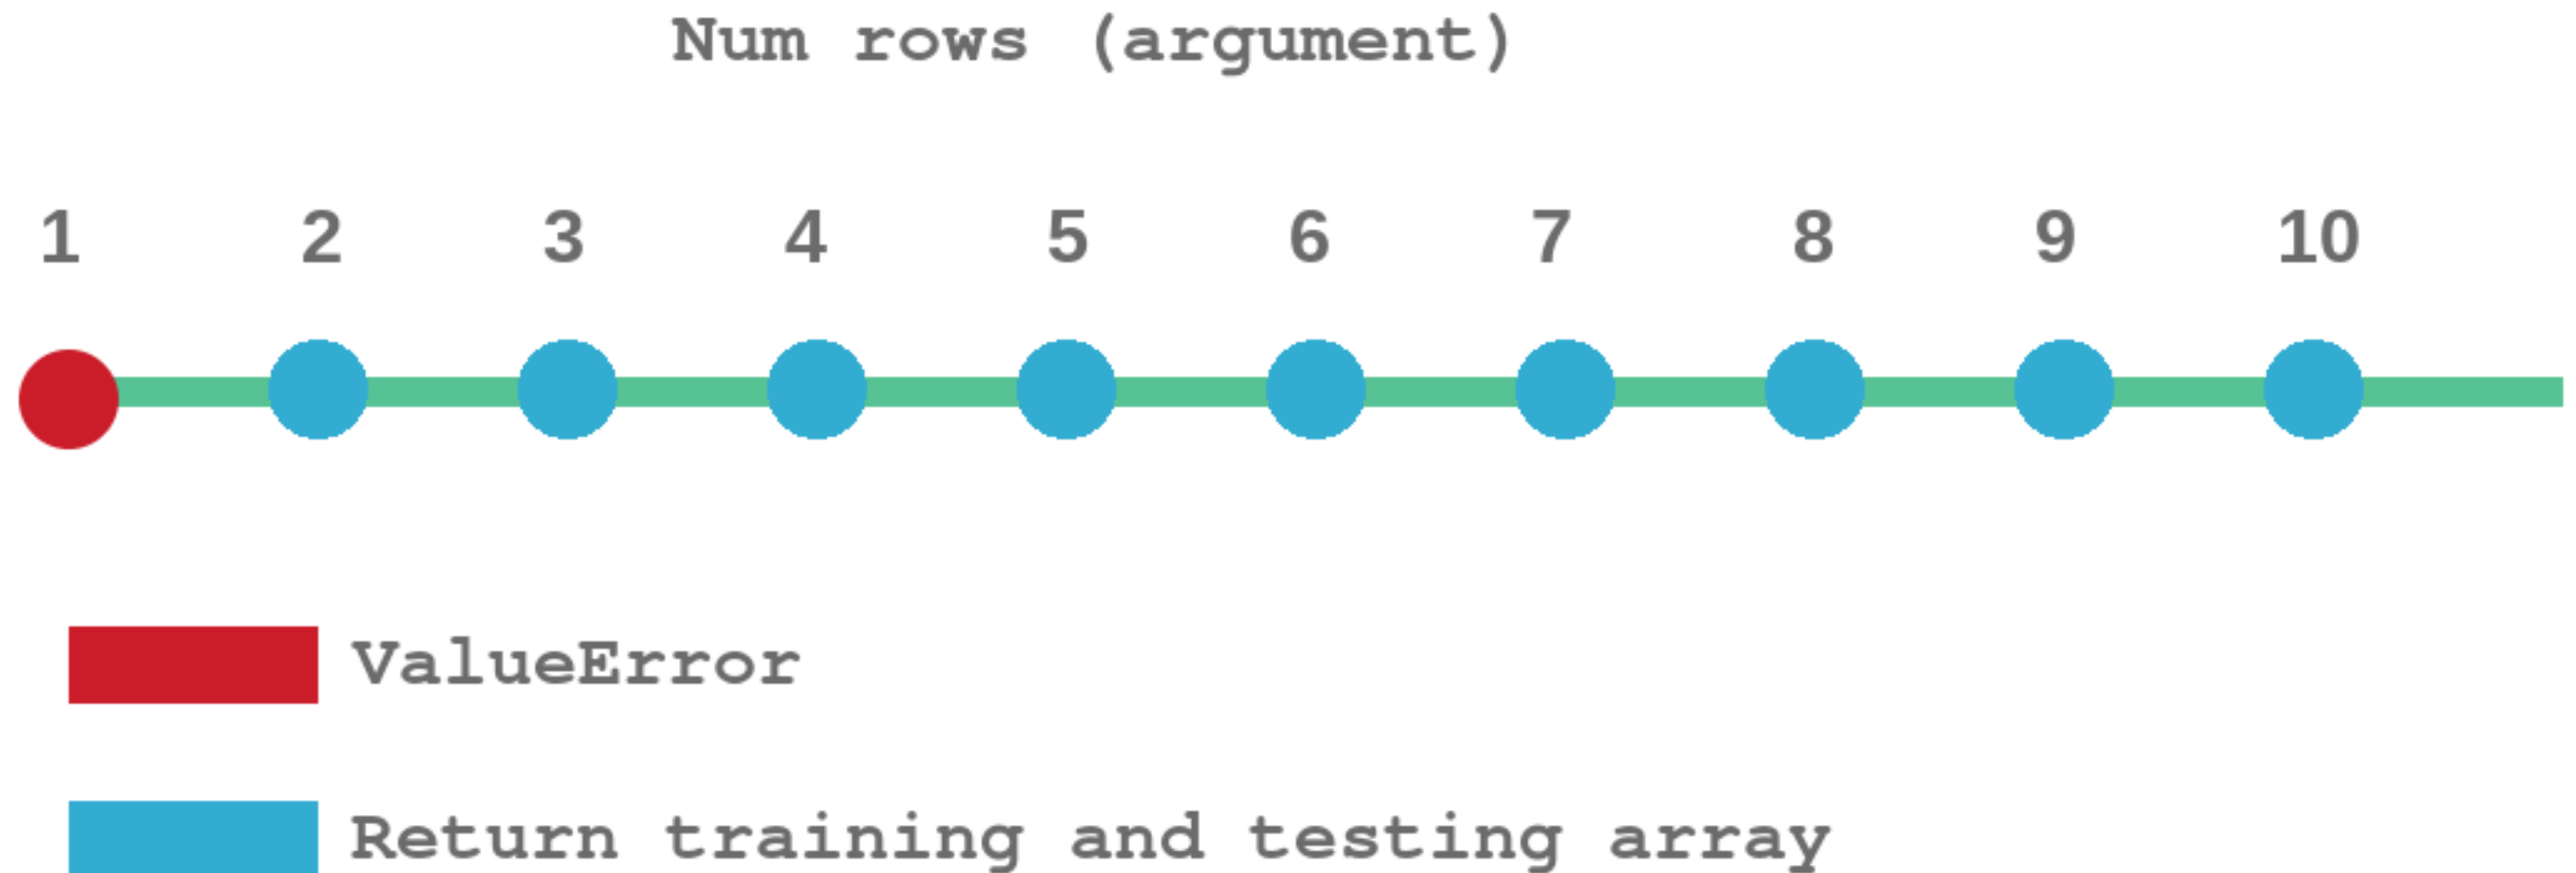 Num rows (argument)
1 2 3 4 5 6 7 8 9 10
ValueError
Return training and testing array